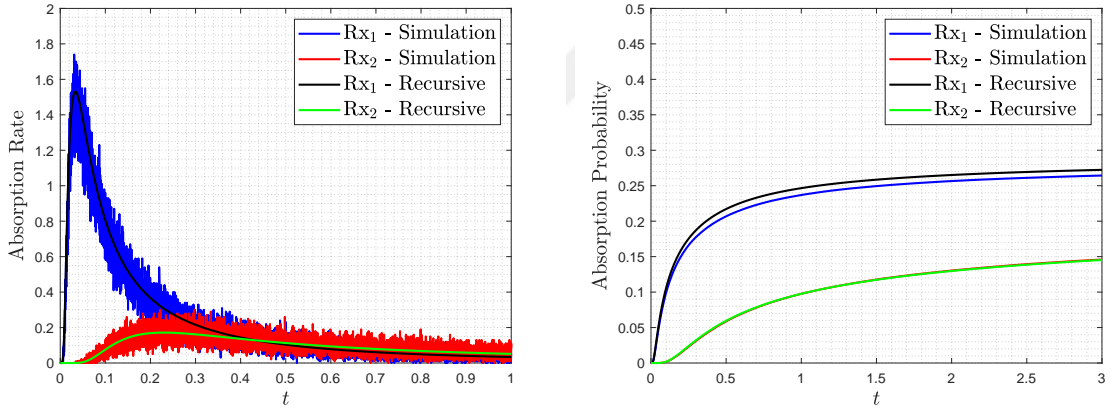 2
1.8
1.6
1.4
1.2
1
0.8
0.6
0.4
0.2
0
Absorption Rate
Rx1 - Simulation
Rx2 - Simulation
Rx1 - Recursive
Rx2 - Recursive
0 0.1 0.2 0.3 0.4 0.5 0.6 0.7 0.8 0.9 1
t
0.5
0.45
0.4
0.35
0.3
0.25
0.2
0.15
0.1
0.05
0
Absorption Probability
Rx1 - Simulation
Rx2 - Simulation
Rx1 - Recursive
Rx2 - Recursive
0 0.5 1 1.5 2 2.5 3
t